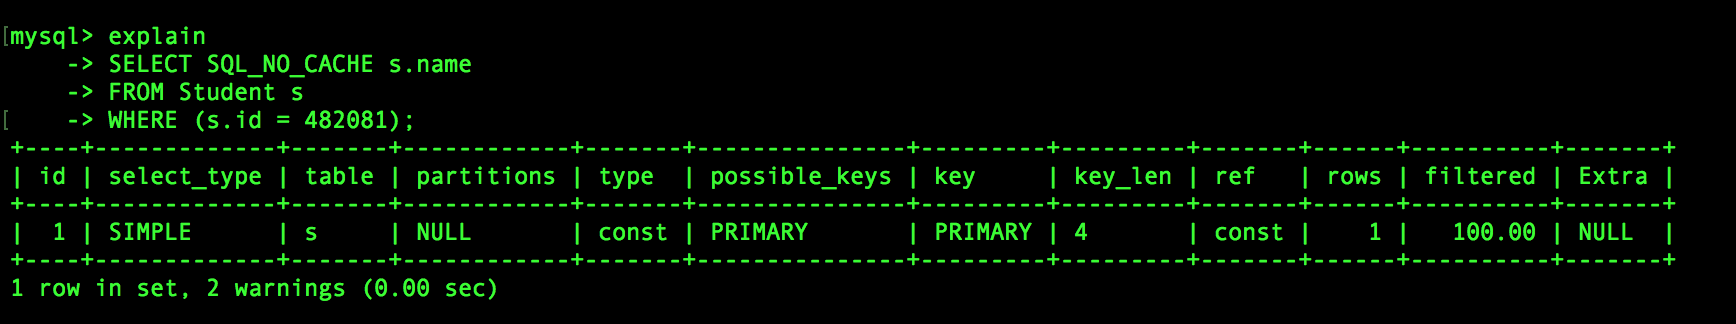 [mysql> explain
    -> SELECT SQL_NO_CACHE s.name
    -> FROM Student s
[    -> WHERE (s.id = 482081);
+----+-------------+-------+------------+-------+---------------+---------+---------+-------+------+----------+-------+
| id | select_type | table | partitions | type  | possible_keys | key     | key_len | ref   | rows | filtered | Extra |
+----+-------------+-------+------------+-------+---------------+---------+---------+-------+------+----------+-------+
|  1 | SIMPLE      | s     | NULL       | const | PRIMARY       | PRIMARY | 4       | const |    1 |   100.00 | NULL  |
+----+-------------+-------+------------+-------+---------------+---------+---------+-------+------+----------+-------+
1 row in set, 2 warnings (0.00 sec)